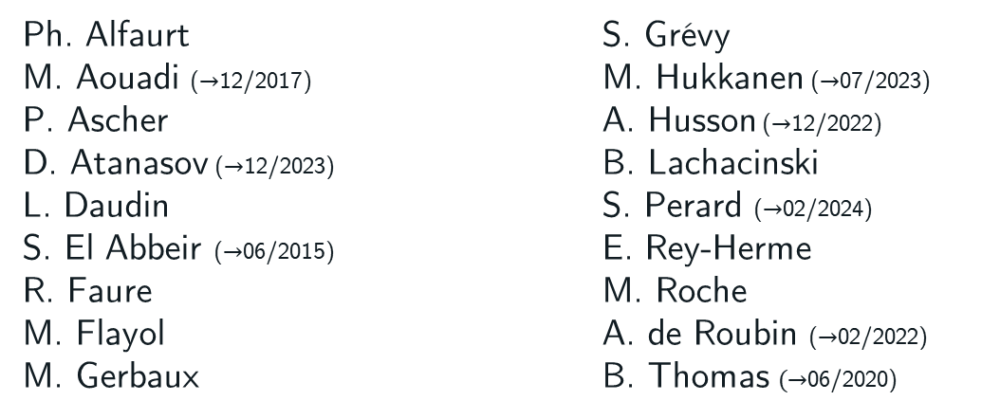 Ph. Alfaurt
M. Aouadi (→12/2017)
P. Ascher
D. Atanasov (→12/2023)
L. Daudin
S. El Abbeir (→06/2015)
R. Faure
M. Flayol
M. Gerbaux
S. Grévy
M. Hukkanen (→07/2023)
A. Husson (→12/2022)
B. Lachacinski
S. Perard (→02/2024)
E. Rey-Herme
M. Roche
A. de Roubin (→02/2022)
B. Thomas (→06/2020)